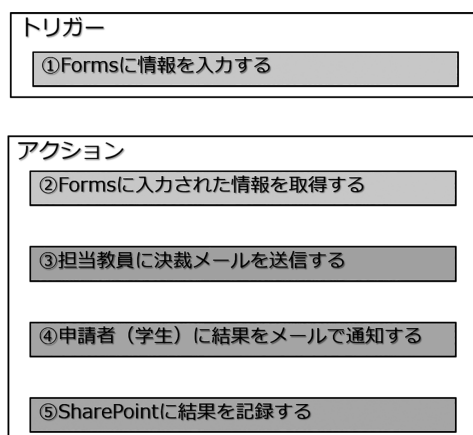 トリガー
①Formsに情報を入力する
アクション
②Formsに入力された情報を取得する
③担当教員に決裁メールを送信する
④申請者（学生）に結果をメールで通知する
⑤SharePointに結果を記録する